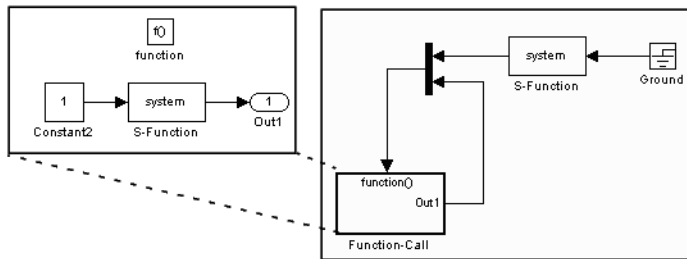 f()
function
1
system
1
Constant2
S-Function
Out1
system
S-Function
Ground
function()
Out1
Function-Call